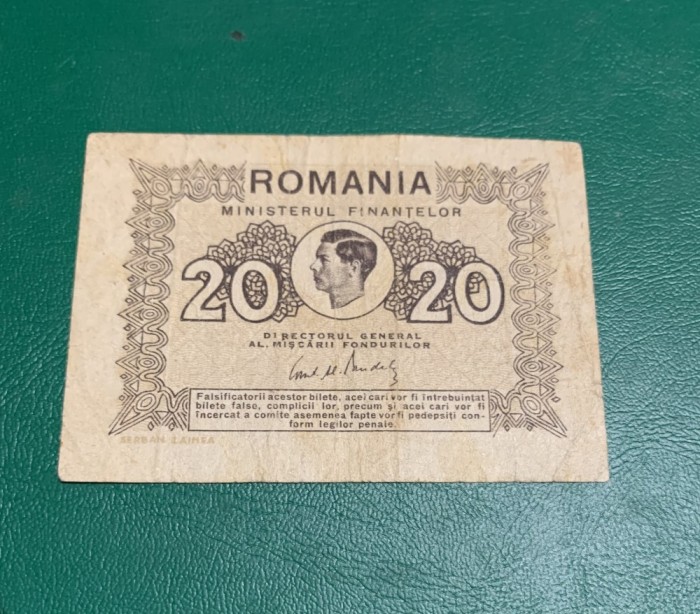 ROMANIA
MINISTERUL FINANȚELOR
20 20
DIRECTORUL GENERAL
AL MIȘCĂRII FONDURILOR
Falsificatorii acestor bilete, acei cari vor fi întrebuințat
bilete false, complicii lor, precum și acei cari vor fi
încercat a comite asemenea fapte vor fi pedepsiți con-
form legilor penale.
ȘERBAN ZAINEA